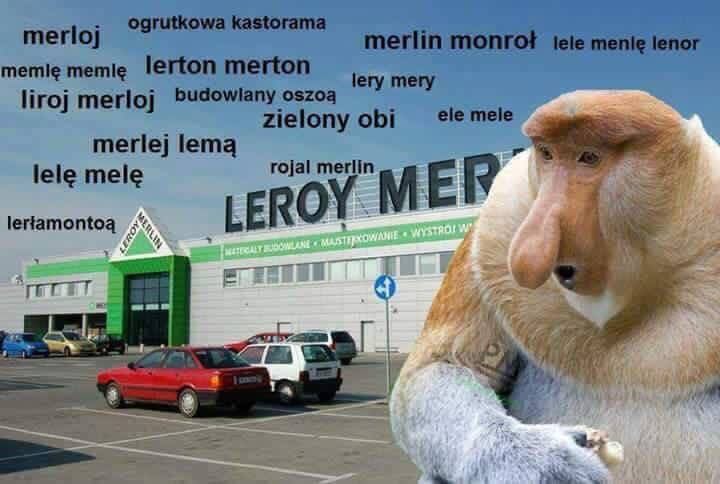 ogrutkowa kastorama
merloj
merlin monroł
lele menlę lenor
memlę memlę
lerton merton
lery mery
liroj merloj
budowlany oszoą
zielony obi
ele mele
merlej lemą
lelę melę
rojal merlin
lerłamontoą
LEROY MER
LEROY MERLIN
MATERIAŁY BUDOWLANE • MAJSTERKOWANIE • WYSTRÓJ W